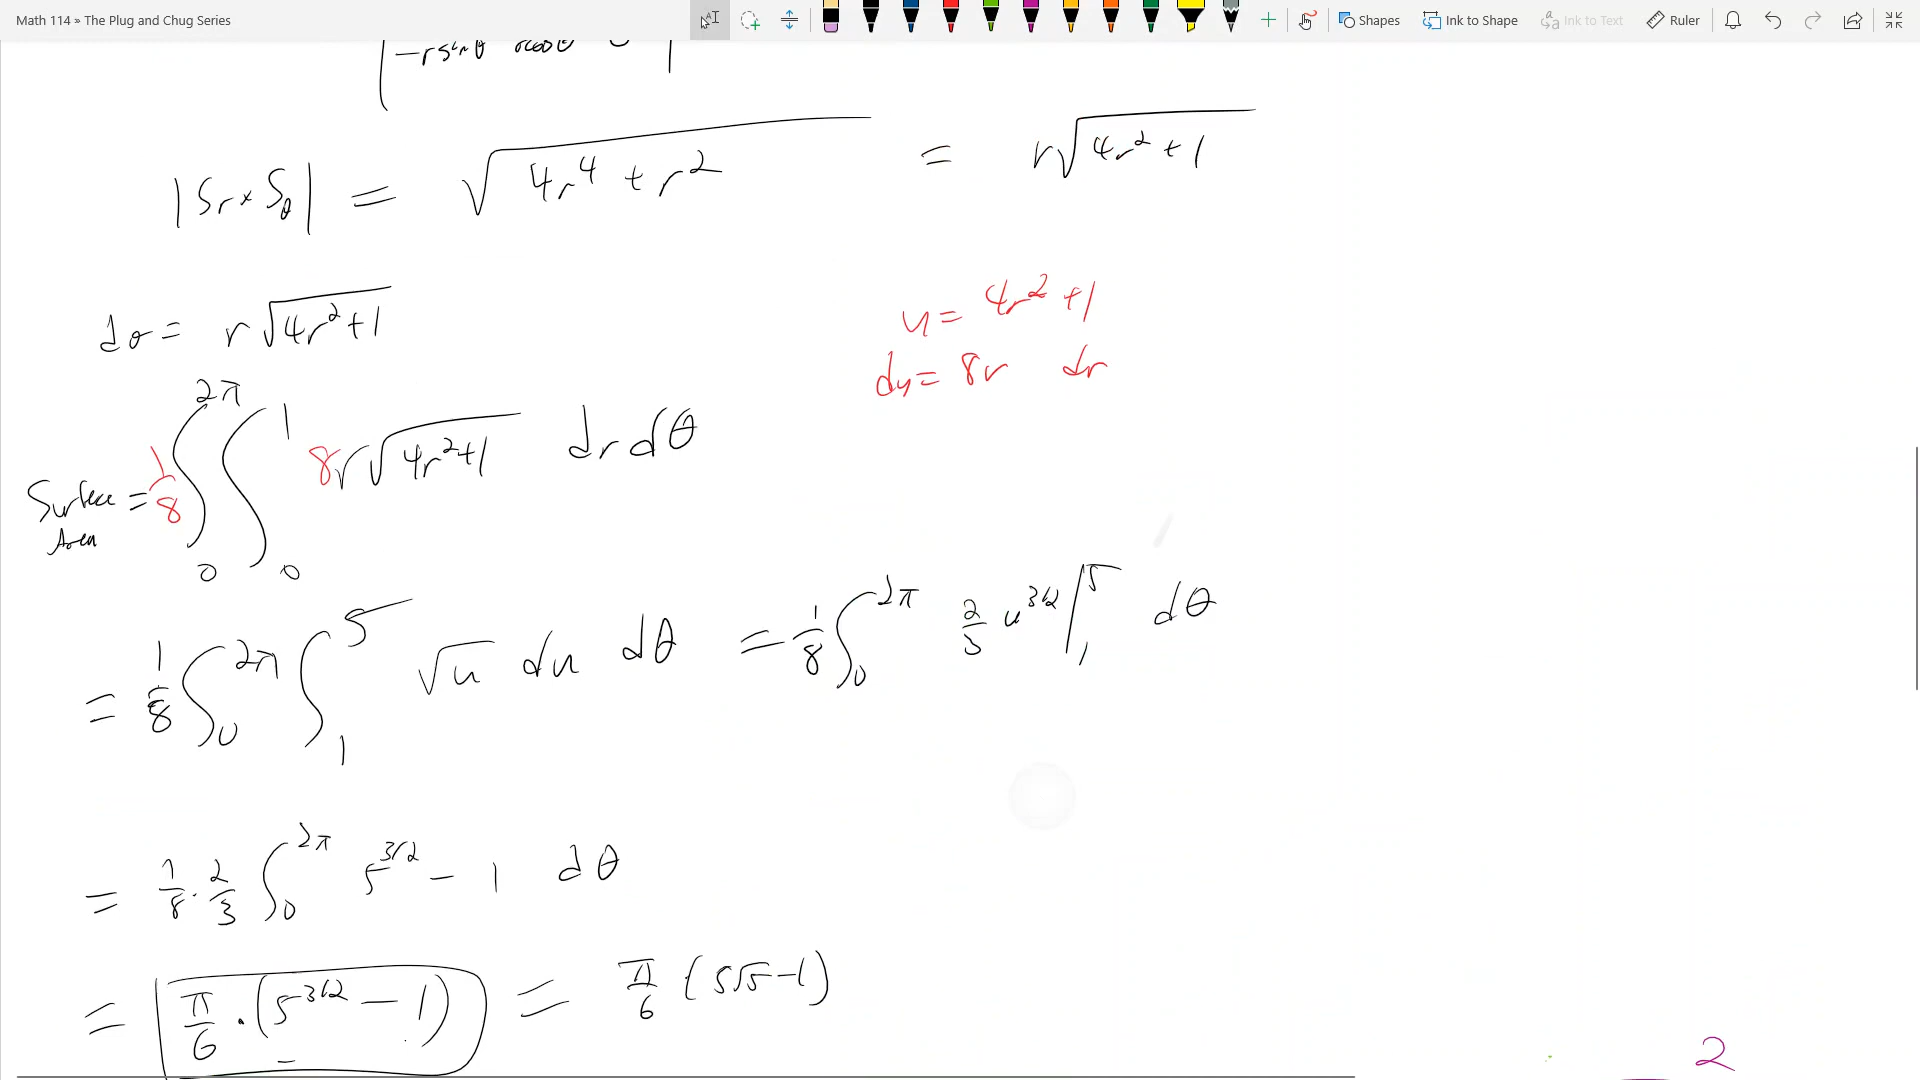 Math 114 » The Plug and Chug Series
Shapes Ink to Shape Ink to Text Ruler
-r sin θ r cos θ 0
|Sr × Sθ| = √(4r⁴ + r²) = r√(4r² + 1)
dσ = r√(4r² + 1)
u = 4r² + 1
du = 8r dr
Surface Area = 1/8 ∫₀^2π ∫₀^1 8r√(4r²+1) dr dθ
= 1/8 ∫₀^2π ∫₁^5 √u du dθ = 1/8 ∫₀^2π 2/3 u^3/2 |₁^5 dθ
= 1/8 · 2/3 ∫₀^2π 5^3/2 - 1 dθ
= π/6 · (5^3/2 - 1) = π/6 (5√5 - 1)
2